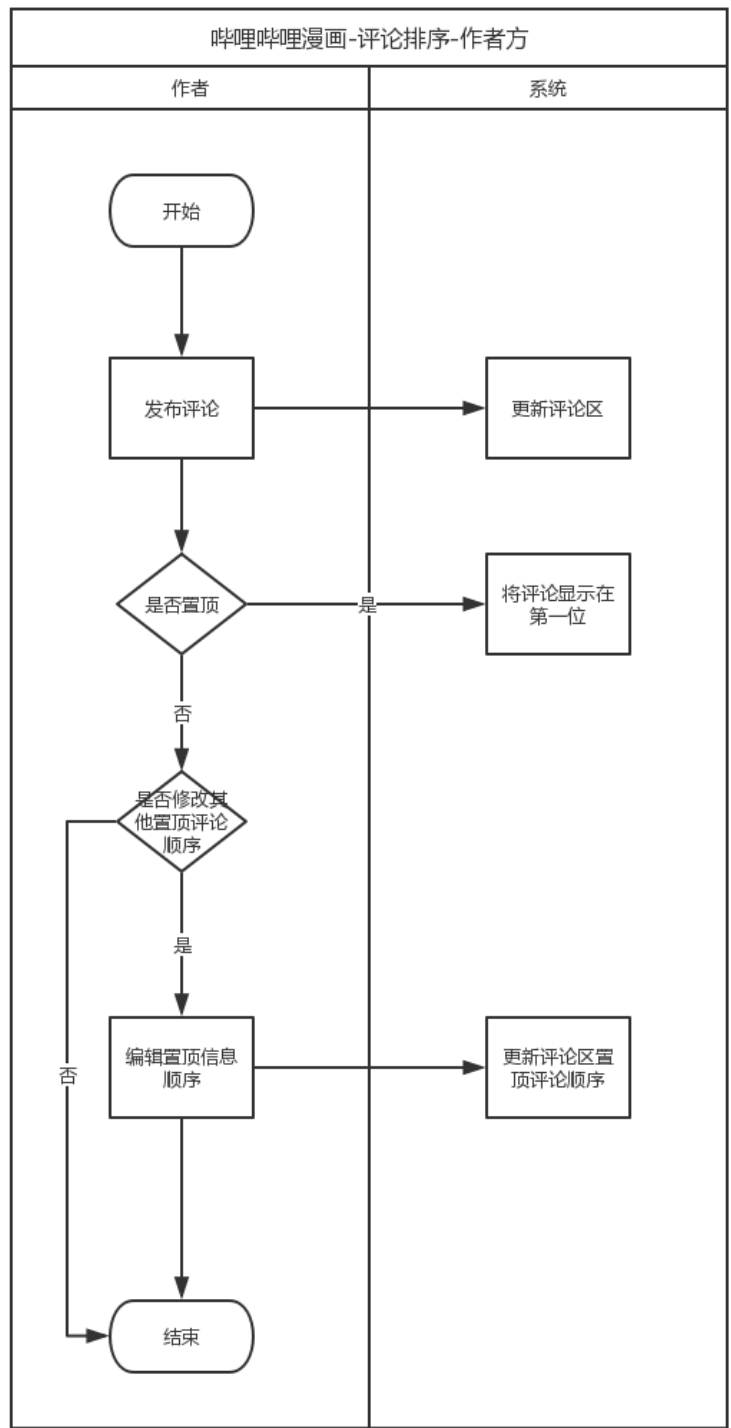 哔哩哔哩漫画-评论排序-作者方
作者
系统
开始
发布评论
更新评论区
是否置顶
是
将评论显示在
第一位
否
是否修改其
他置顶评论
顺序
是
编辑置顶信息
顺序
更新评论区置
顶评论顺序
否
结束